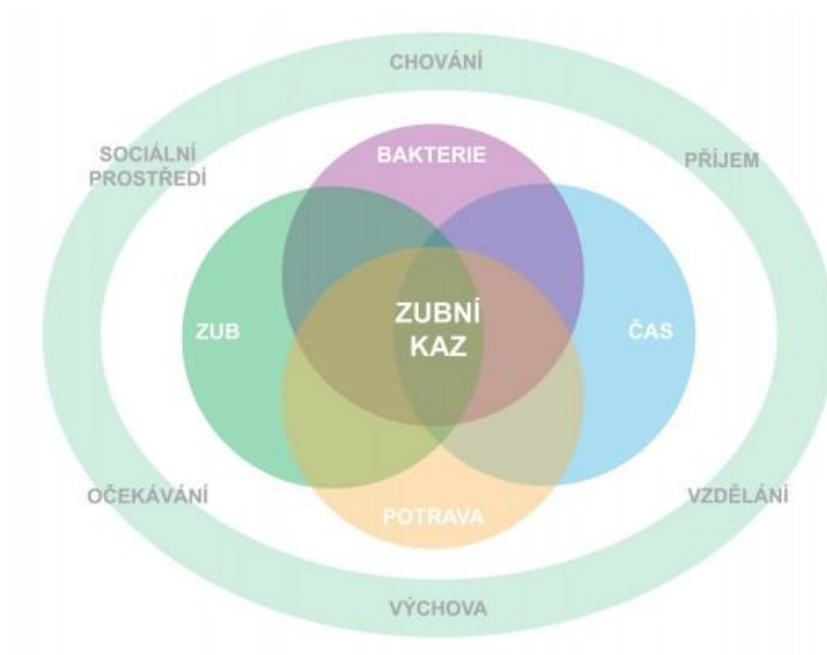 CHOVÁNÍ
SOCIÁLNÍ
PROSTŘEDÍ
BAKTERIE
PŘÍJEM
ZUB
ZUBNÍ
KAZ
ČAS
OČEKÁVÁNÍ
POTRAVA
VZDĚLÁNÍ
VÝCHOVA